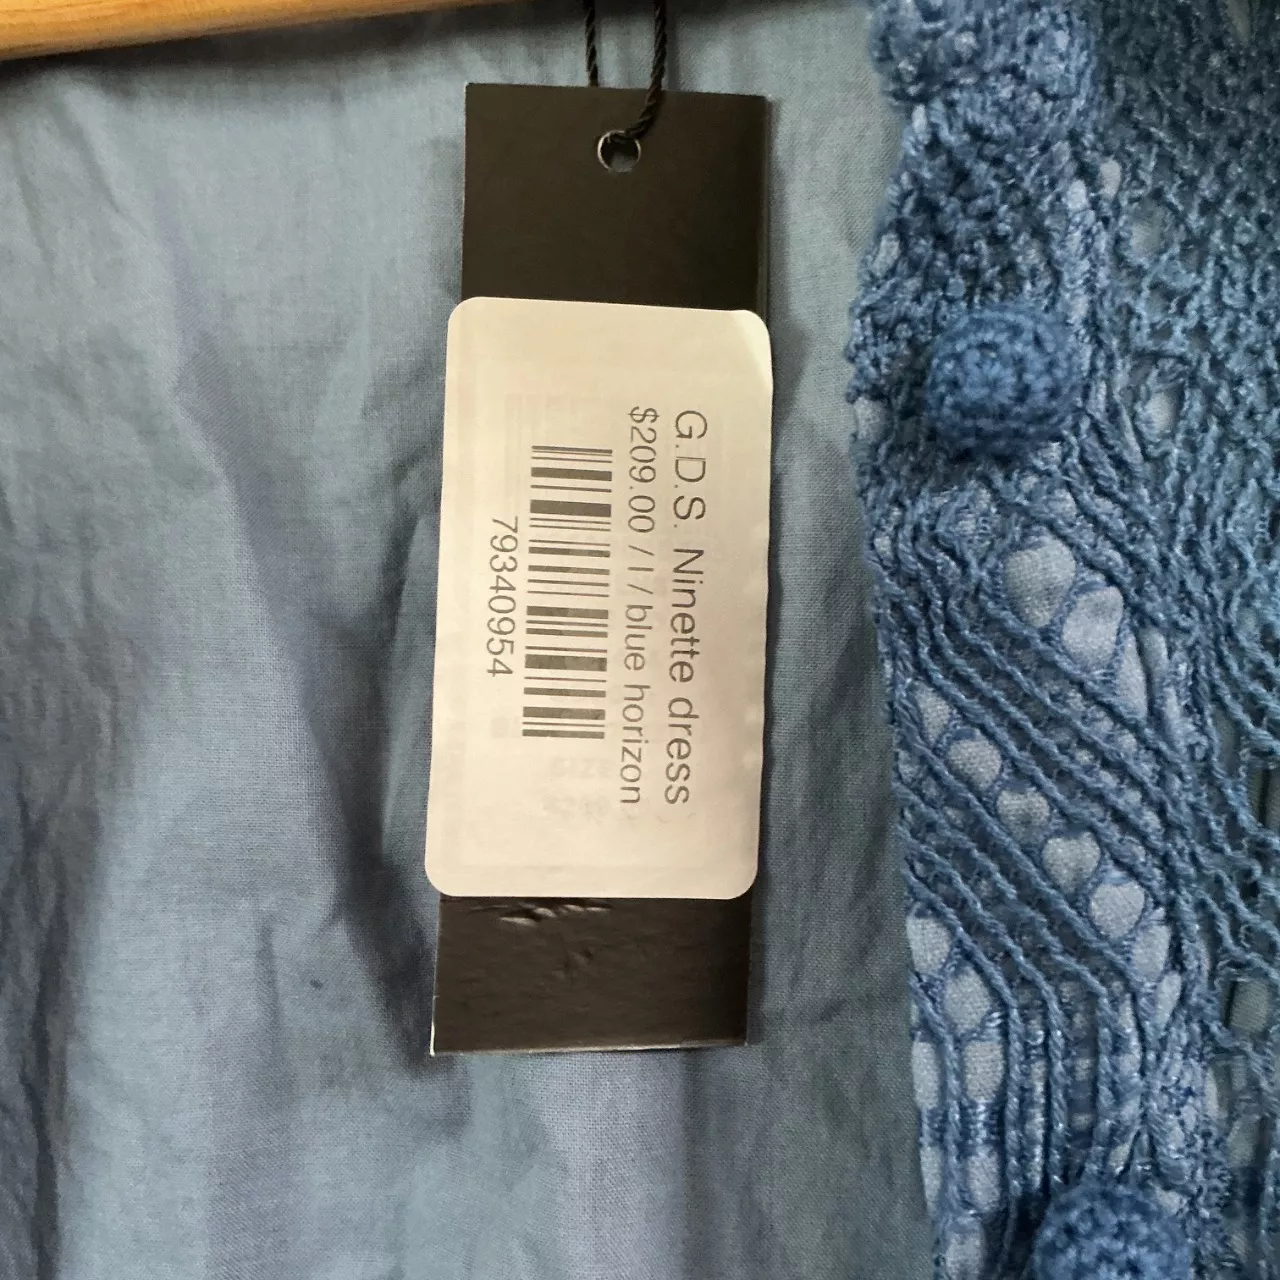 G.D.S. Ninette dress
$209.00 / l / blue horizon
79340954